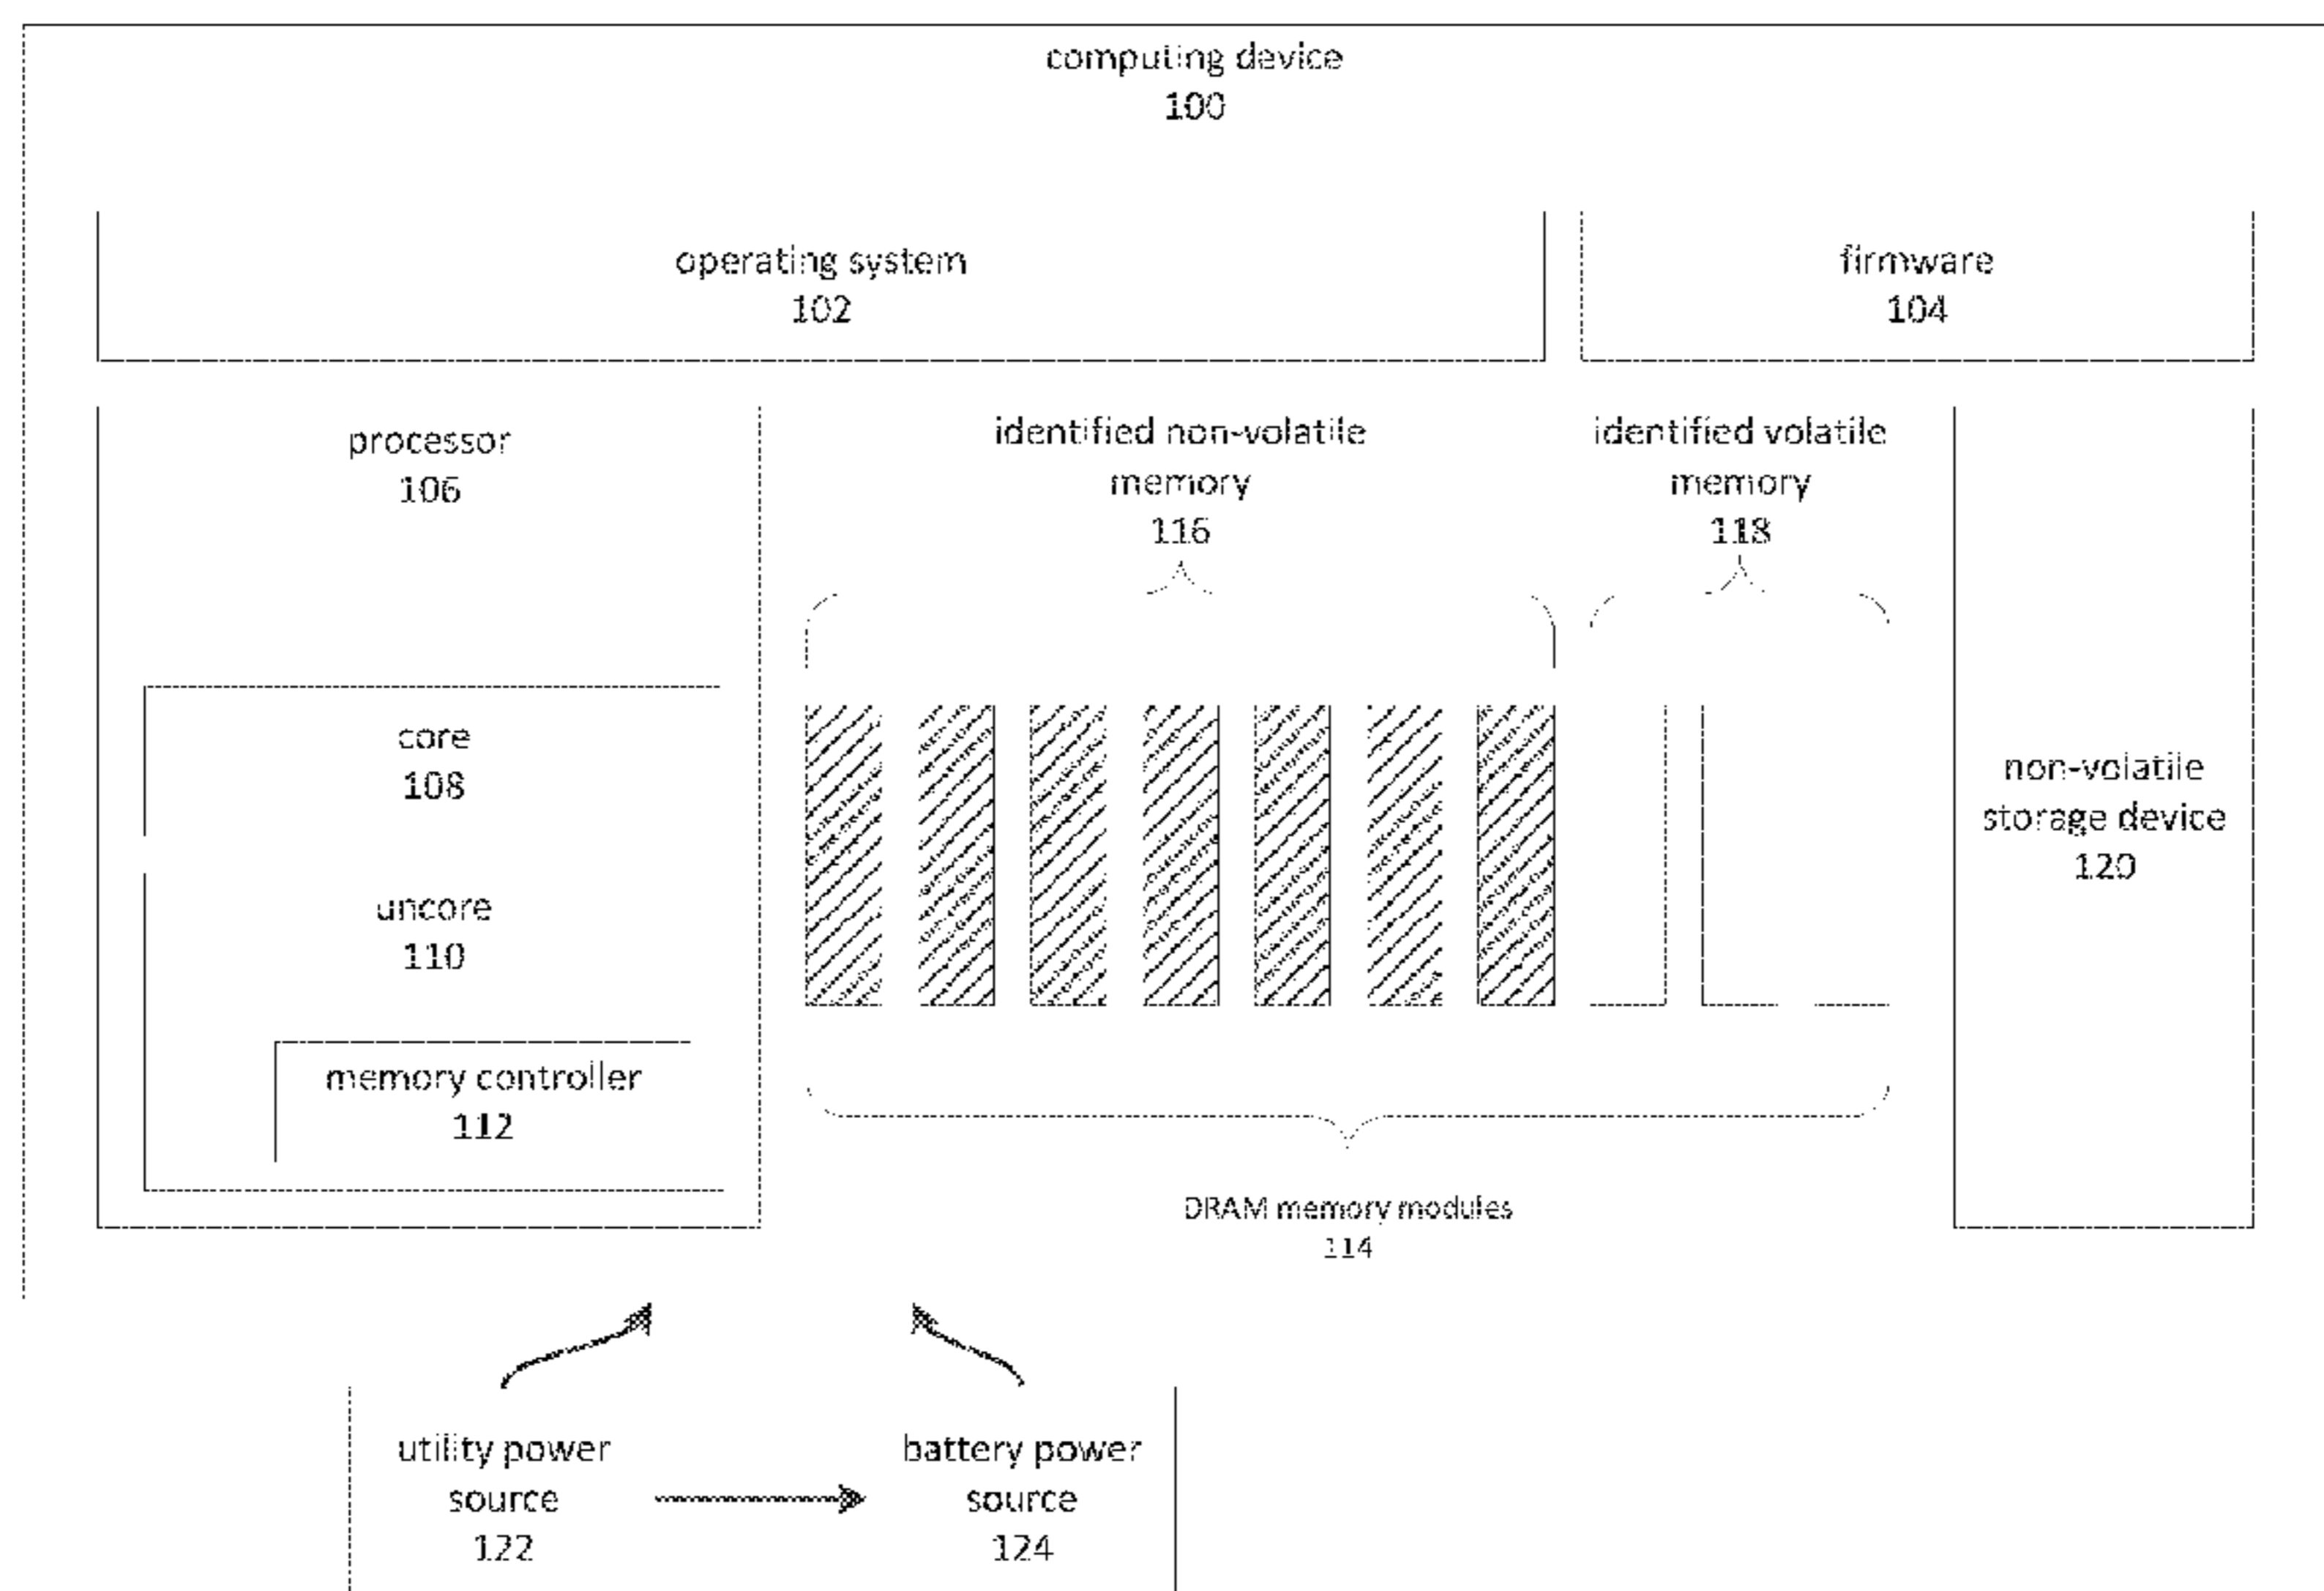 computing device
100
operating system
102
firmware
104
processor
106
identified non-volatile
memory
116
identified volatile
memory
118
core
108
uncore
110
memory controller
112
non-volatile
storage device
120
DRAM memory modules
114
utility power
source
122
battery power
source
124